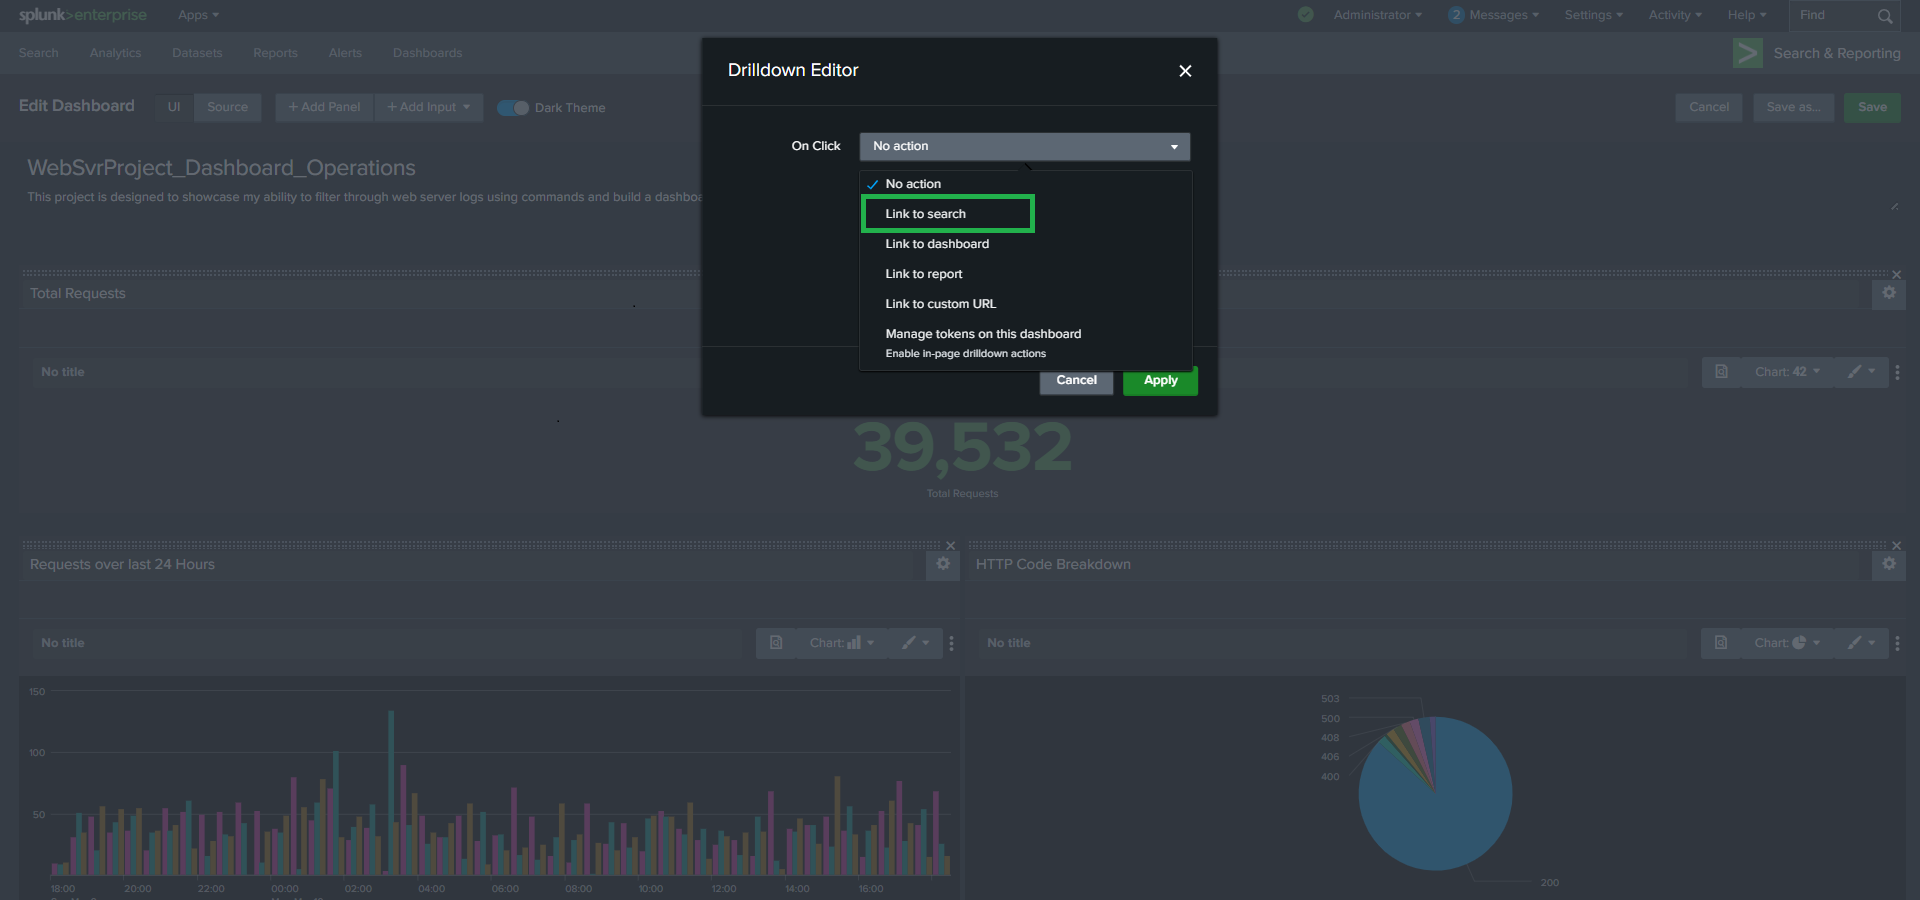 splunk>enterprise
Apps
Administrator
2
Messages
Settings
Activity
Help
Find
Search
Analytics
Datasets
Reports
Alerts
Dashboards
Search & Reporting
Edit Dashboard
UI
Source
+ Add Panel
+ Add Input
Dark Theme
Cancel
Save as...
Save
WebSvrProject_Dashboard_Operations
This project is designed to showcase my ability to filter through web server logs using commands and build a dashboa
Drilldown Editor
On Click
No action
No action
Link to search
Link to dashboard
Link to report
Link to custom URL
Manage tokens on this dashboard
Enable in-page drilldown actions
Cancel
Apply
Total Requests
No title
Chart: 42
39,532
Total Requests
Requests over last 24 Hours
No title
Chart:
150
100
50
18:00
20:00
22:00
00:00
02:00
04:00
06:00
08:00
10:00
12:00
14:00
16:00
HTTP Code Breakdown
No title
Chart:
503
500
408
406
400
200